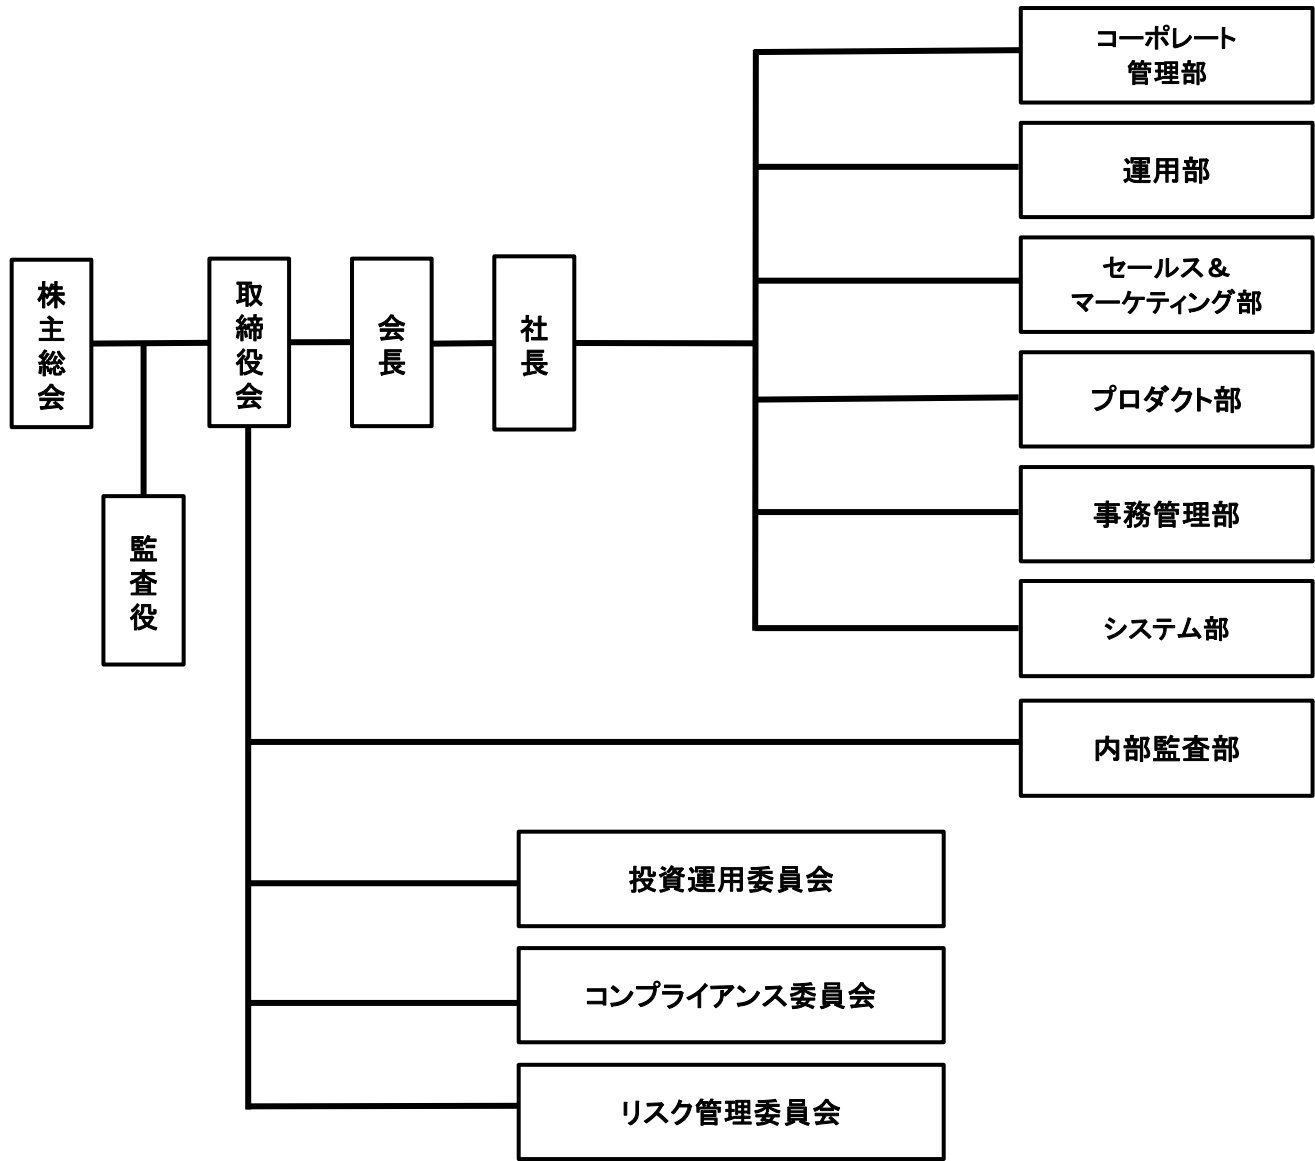 株主総会
取締役会
会長
社長
監査役
コーポレート
管理部
運用部
セールス＆
マーケティング部
プロダクト部
事務管理部
システム部
内部監査部
投資運用委員会
コンプライアンス委員会
リスク管理委員会